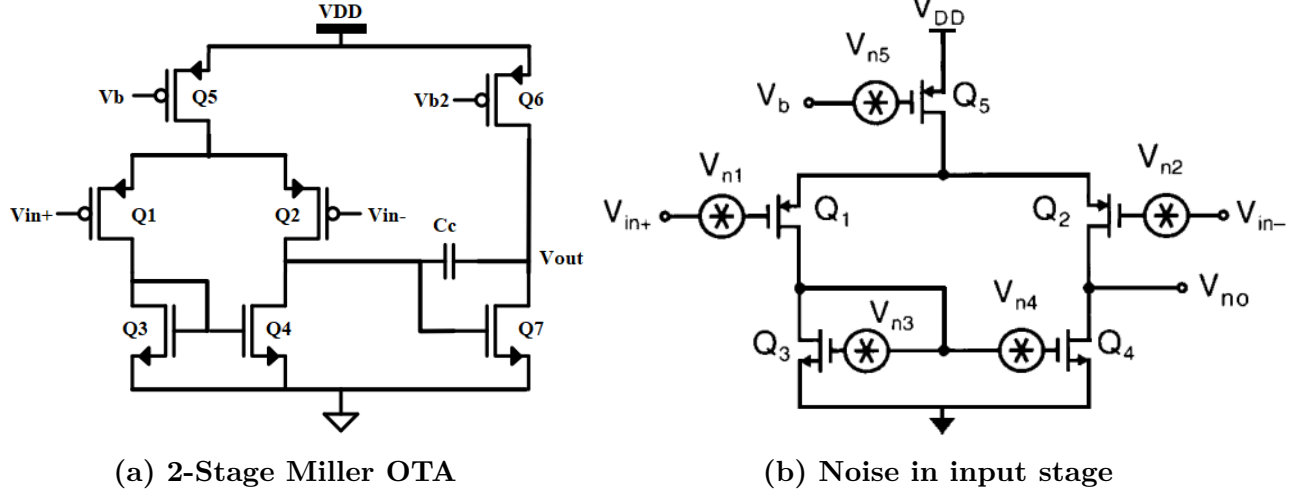 VDD
Q5
Vb
Vb2
Q6
Vin+
Q1
Q2
Vin-
Cc
Vout
Q3
Q4
Q7
(a) 2-Stage Miller OTA
VDD
Vn5
Vb
Q5
Vn1
Vn2
Vin+
Q1
Q2
Vin–
Vn3
Vn4
Vno
Q3
Q4
(b) Noise in input stage